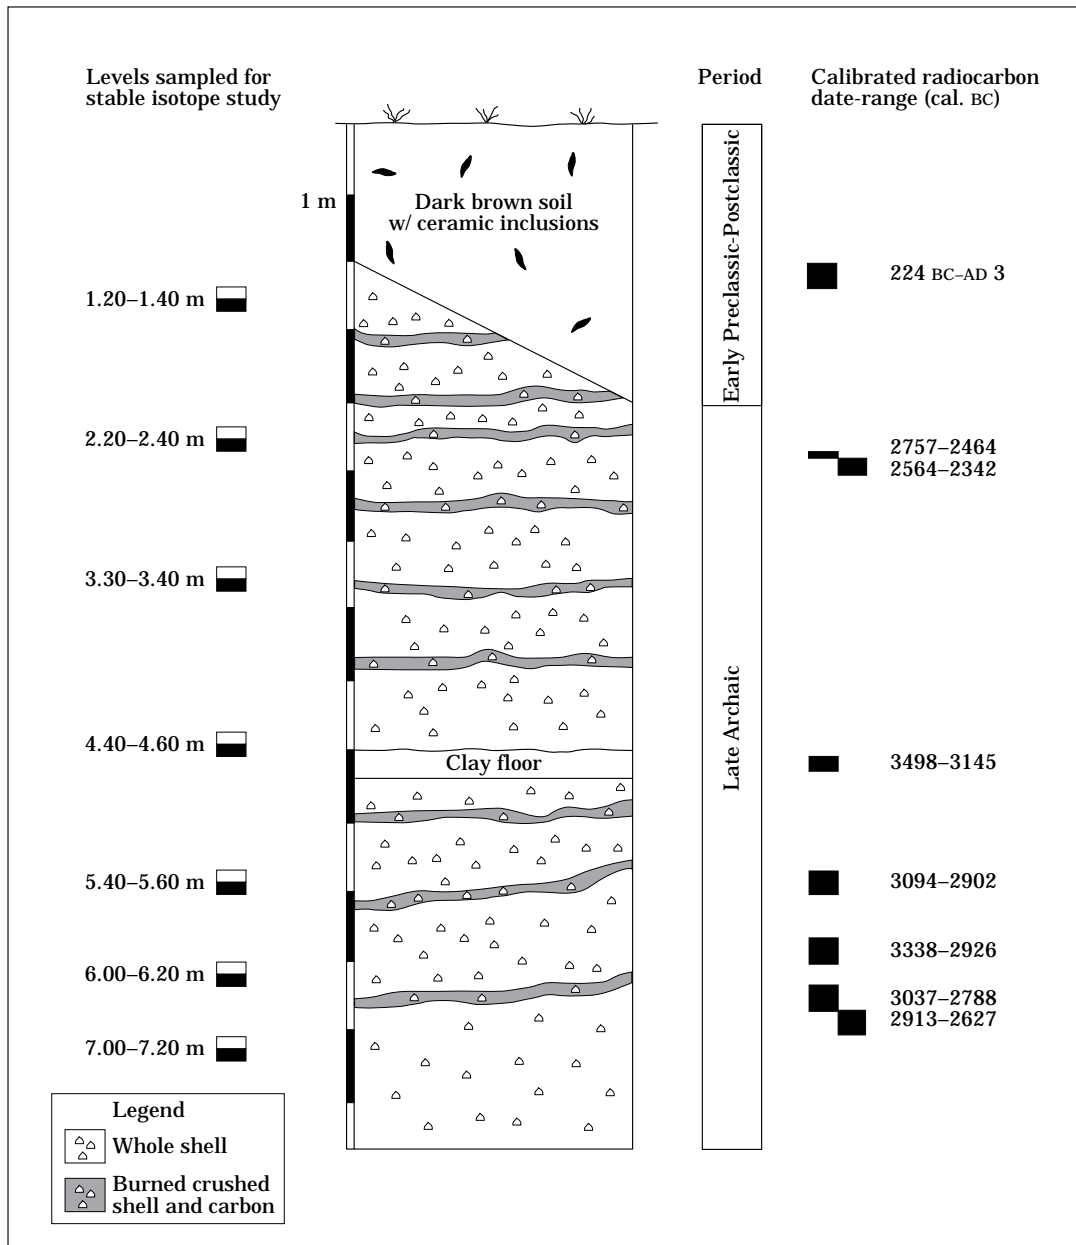 Levels sampled for
stable isotope study
Period
Calibrated radiocarbon
date-range (cal. BC)
1 m
Dark brown soil
w/ ceramic inclusions
Early Preclassic-Postclassic
224 BC–AD 3
1.20–1.40 m
2.20–2.40 m
2757–2464
2564–2342
3.30–3.40 m
Late Archaic
4.40–4.60 m
Clay floor
3498–3145
5.40–5.60 m
3094–2902
3338–2926
6.00–6.20 m
3037–2788
2913–2627
7.00–7.20 m
Legend
Whole shell
Burned crushed
shell and carbon